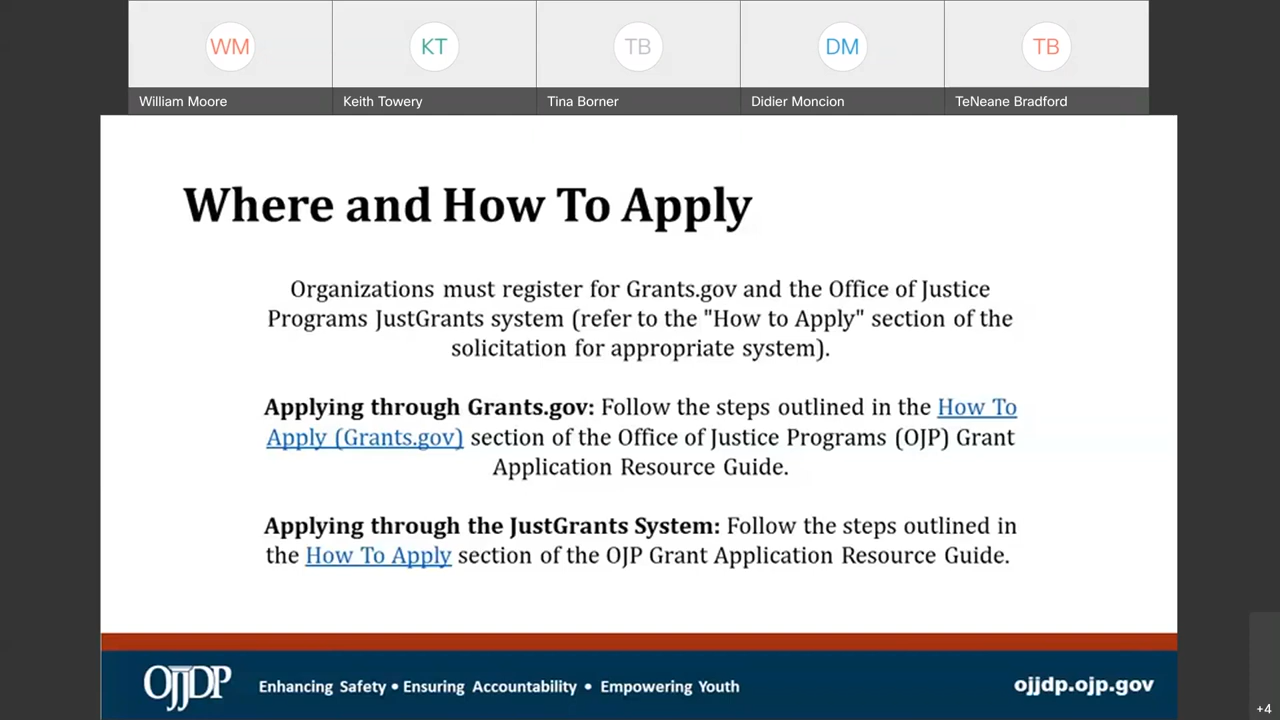 WM
KT
TB
DM
TB
William Moore
Keith Towery
Tina Borner
Didier Moncion
TeNeane Bradford
Where and How To Apply
Organizations must register for Grants.gov and the Office of Justice
Programs JustGrants system (refer to the "How to Apply" section of the
solicitation for appropriate system).
Applying through Grants.gov: Follow the steps outlined in the How To
Apply (Grants.gov) section of the Office of Justice Programs (OJP) Grant
Application Resource Guide.
Applying through the JustGrants System: Follow the steps outlined in
the How To Apply section of the OJP Grant Application Resource Guide.
OJJDP
Enhancing Safety • Ensuring Accountability • Empowering Youth
ojjdp.ojp.gov
+4